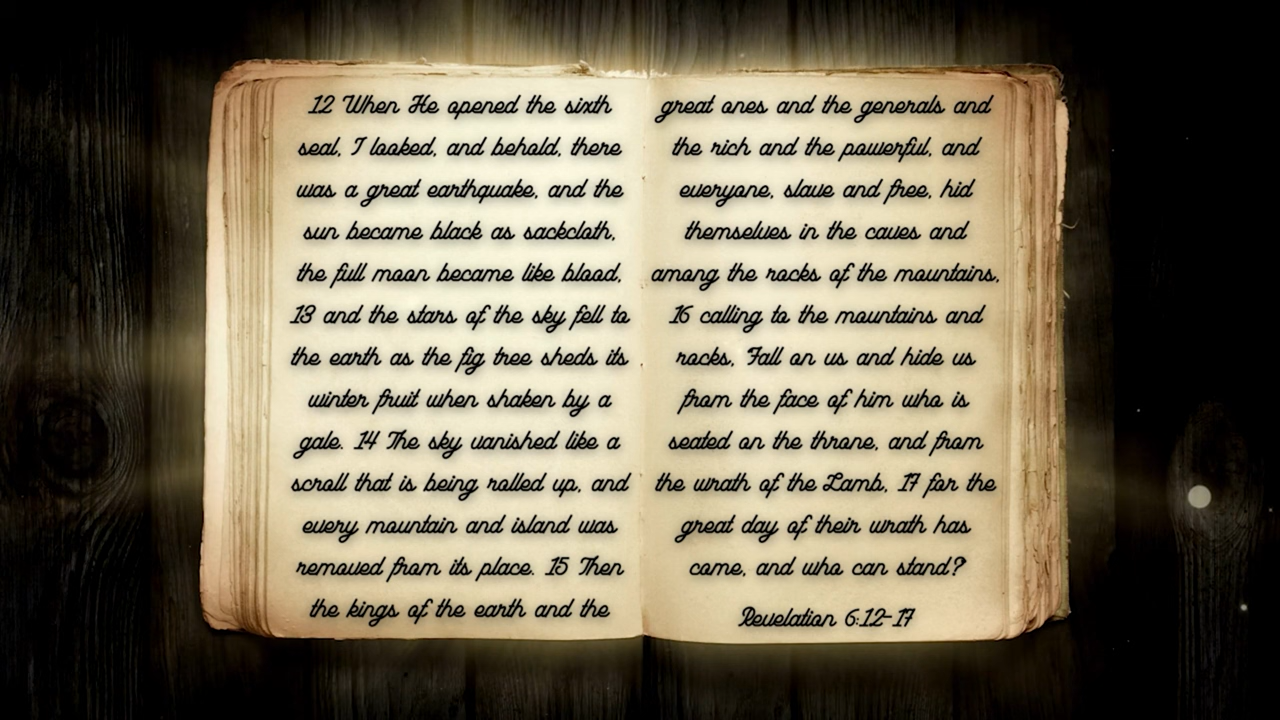 12 When He opened the sixth
seal, I looked, and behold, there
was a great earthquake, and the
sun became black as sackcloth,
the full moon became like blood,
13 and the stars of the sky fell to
the earth as the fig tree sheds its
winter fruit when shaken by a
gale. 14 The sky vanished like a
scroll that is being rolled up, and
every mountain and island was
removed from its place. 15 Then
the kings of the earth and the
great ones and the generals and
the rich and the powerful, and
everyone, slave and free, hid
themselves in the caves and
among the rocks of the mountains,
16 calling to the mountains and
rocks, Fall on us and hide us
from the face of him who is
seated on the throne, and from
the wrath of the Lamb, 17 for the
great day of their wrath has
come, and who can stand?
Revelation 6:12-17